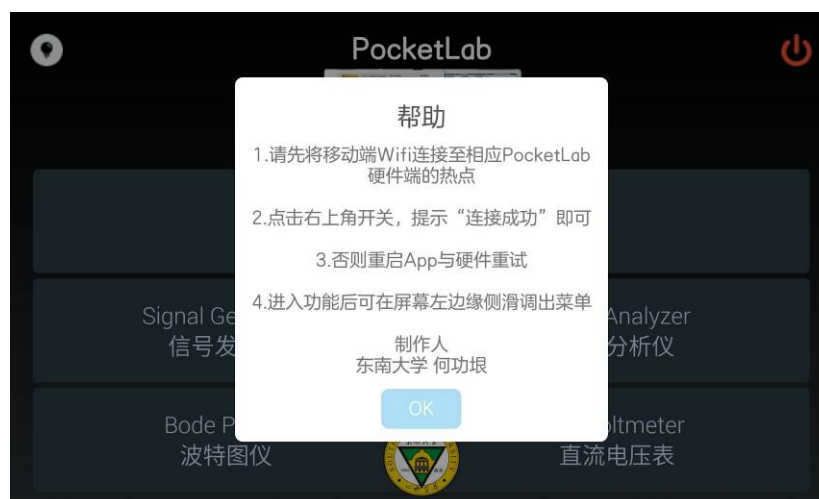 PocketLab
帮助
1.请先将移动端Wifi连接至相应PocketLab
硬件端的热点
2.点击右上角开关，提示“连接成功”即可
3.否则重启App与硬件重试
4.进入功能后可在屏幕左边缘侧滑调出菜单
制作人
东南大学 何功垠
OK
Signal Ge
信号发
Analyzer
分析仪
Bode P
波特图仪
ltmeter
直流电压表